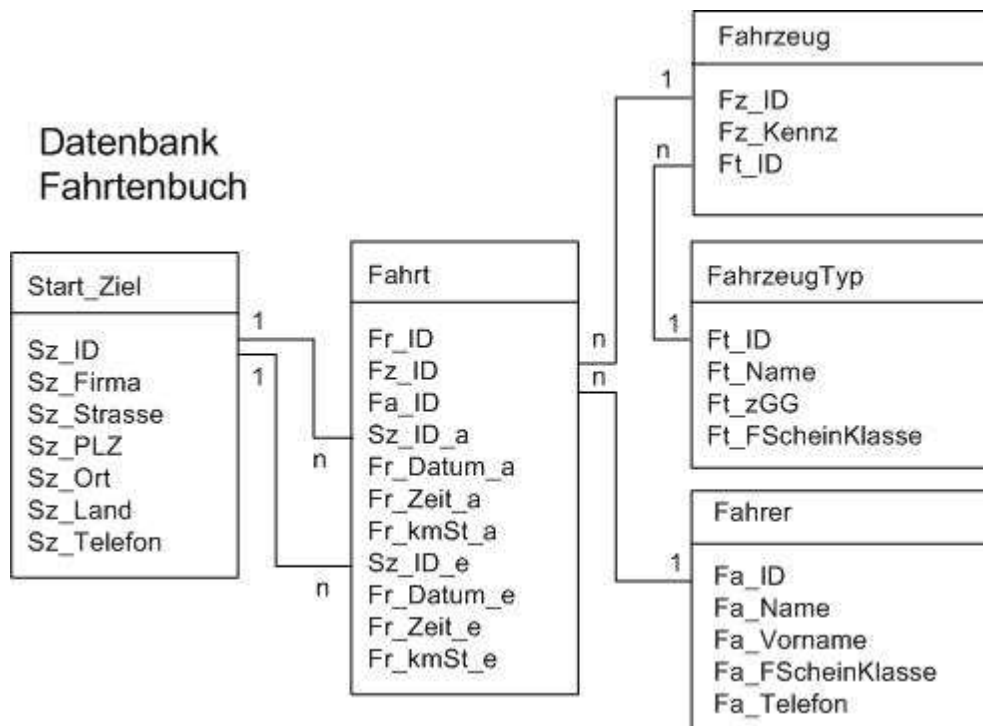 Datenbank
Fahrtenbuch
Start_Ziel
Sz_ID
Sz_Firma
Sz_Strasse
Sz_PLZ
Sz_Ort
Sz_Land
Sz_Telefon
1
1
n
n
Fahrt
Fr_ID
Fz_ID
Fa_ID
Sz_ID_a
Fr_Datum_a
Fr_Zeit_a
Fr_kmSt_a
Sz_ID_e
Fr_Datum_e
Fr_Zeit_e
Fr_kmSt_e
n
n
1
n
1
1
Fahrzeug
Fz_ID
Fz_Kennz
Ft_ID
FahrzeugTyp
Ft_ID
Ft_Name
Ft_zGG
Ft_FScheinKlasse
Fahrer
Fa_ID
Fa_Name
Fa_Vorname
Fa_FScheinKlasse
Fa_Telefon